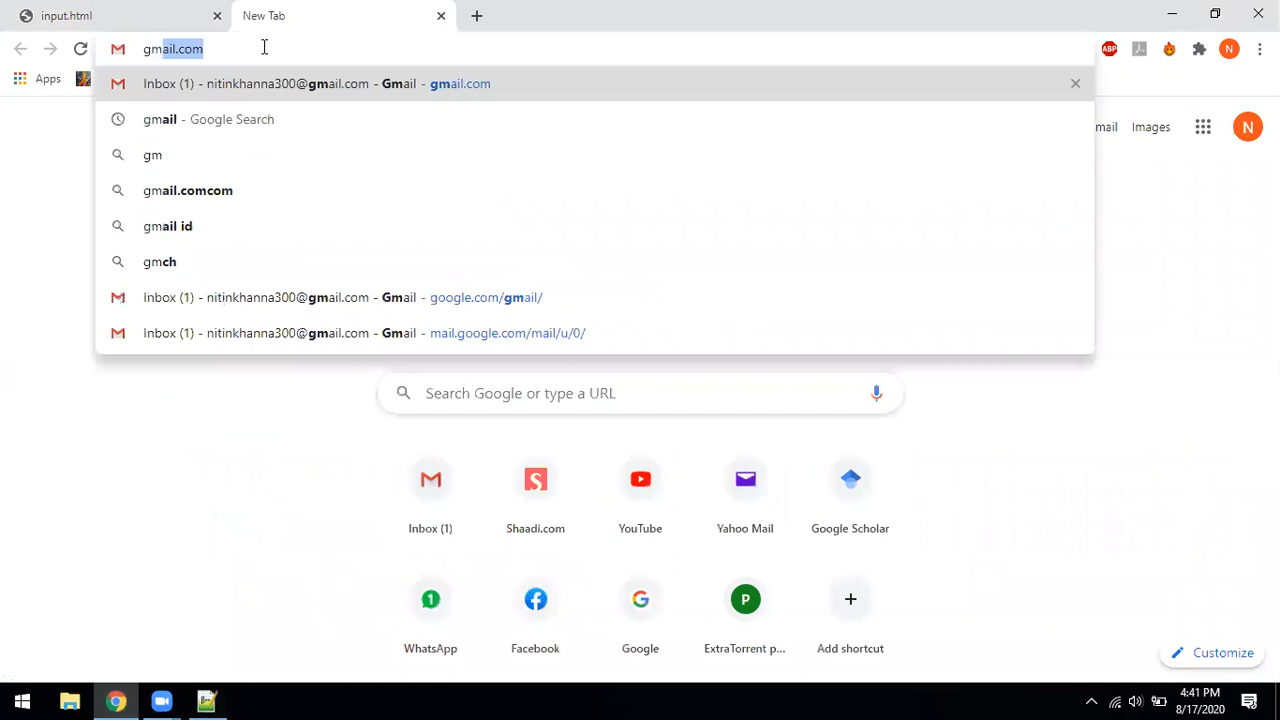 input.html
New Tab
gmail.com
ABP
N
Apps
Inbox (1) - nitinkhanna300@gmail.com - Gmail - gmail.com
gmail - Google Search
gm
gmail.comcom
gmail id
gmch
Inbox (1) - nitinkhanna300@gmail.com - Gmail - google.com/gmail/
Inbox (1) - nitinkhanna300@gmail.com - Gmail - mail.google.com/mail/u/0/
mail
Images
N
Search Google or type a URL
Inbox (1)
Shaadi.com
YouTube
Yahoo Mail
Google Scholar
WhatsApp
Facebook
Google
P
ExtraTorrent p...
Add shortcut
Customize
4:41 PM
8/17/2020